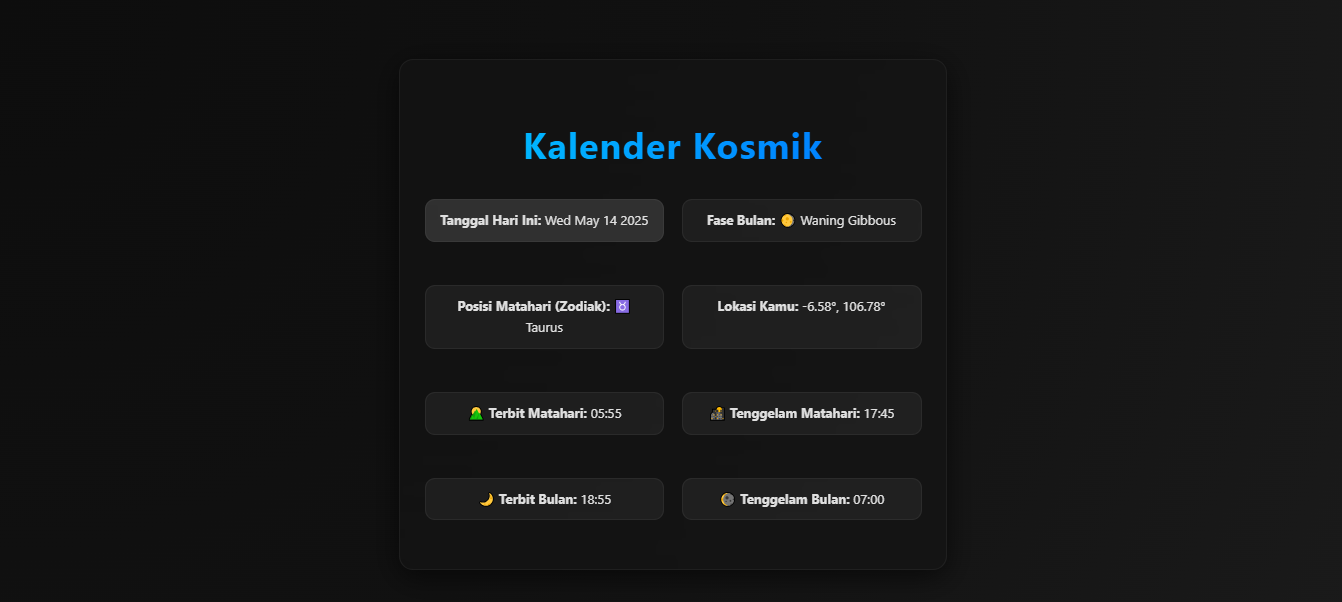 Kalender Kosmik
Tanggal Hari Ini: Wed May 14 2025
Fase Bulan: 🌕 Waning Gibbous
Posisi Matahari (Zodiak): ♉
Taurus
Lokasi Kamu: -6.58°, 106.78°
🌄 Terbit Matahari: 05:55
🌇 Tenggelam Matahari: 17:45
🌙 Terbit Bulan: 18:55
🌘 Tenggelam Bulan: 07:00